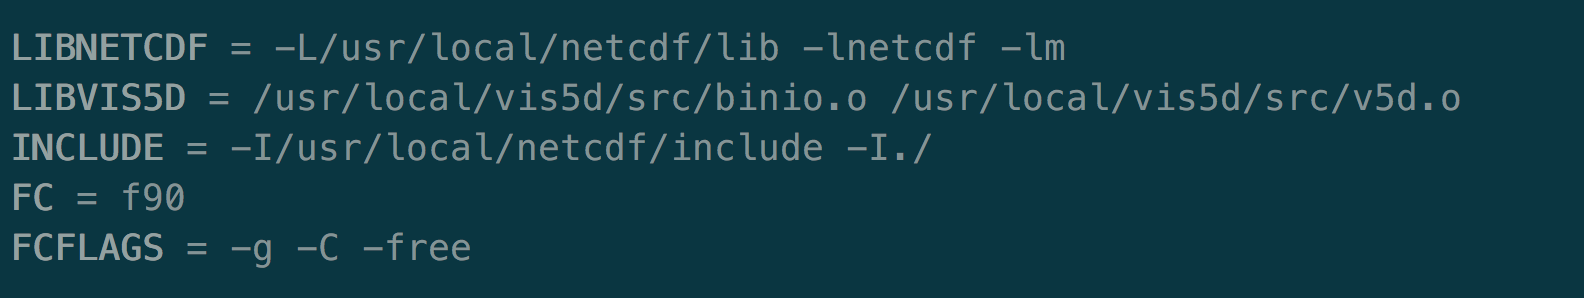 LIBNETCDF = -L/usr/local/netcdf/lib -lnetcdf -lm
LIBVIS5D = /usr/local/vis5d/src/binio.o /usr/local/vis5d/src/v5d.o
INCLUDE = -I/usr/local/netcdf/include -I./
FC = f90
FCFLAGS = -g -C -free